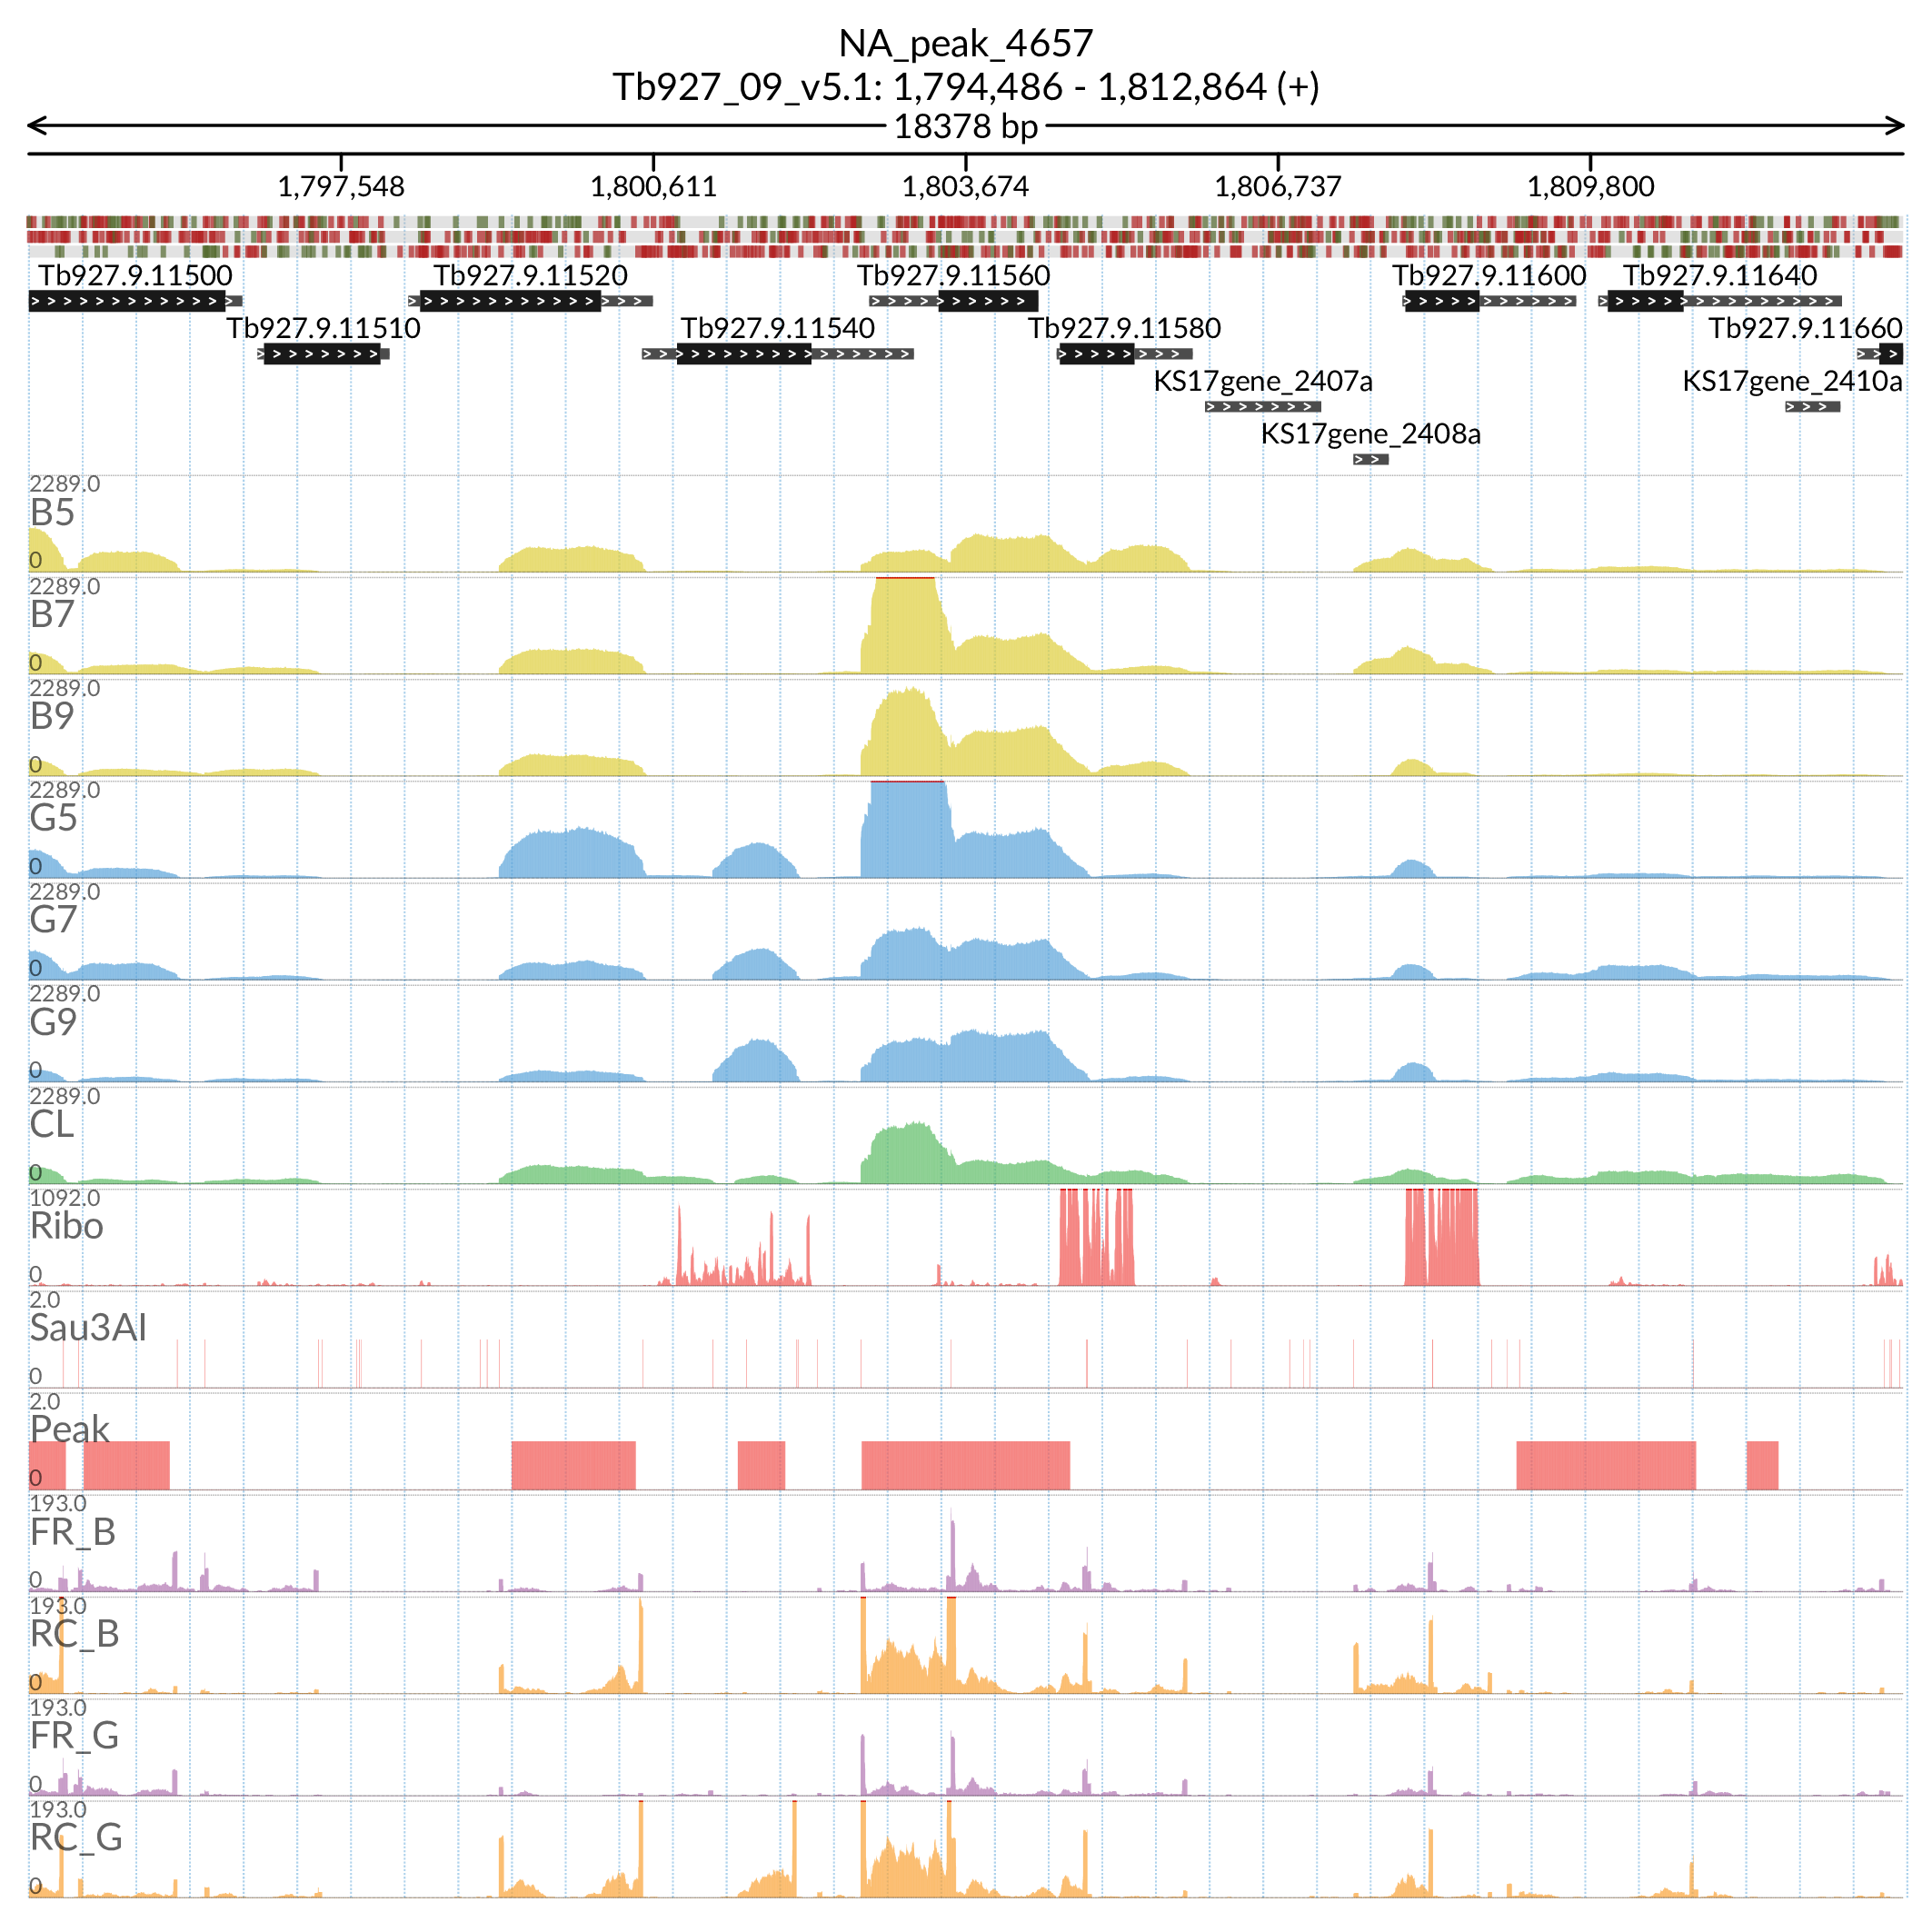 NA_peak_4657
Tb927_09_v5.1: 1,794,486 - 1,812,864 (+)
18378 bp
1,797,548 1,800,611 1,803,674 1,806,737 1,809,800
Tb927.9.11500 Tb927.9.11520 Tb927.9.11560 Tb927.9.11600 Tb927.9.11640
Tb927.9.11510 Tb927.9.11540 Tb927.9.11580 Tb927.9.11660
KS17gene_2407a KS17gene_2410a
KS17gene_2408a
2289.0
B5
0
2289.0
B7
0
2289.0
B9
0
2289.0
G5
0
2289.0
G7
0
2289.0
G9
0
2289.0
CL
0
1092.0
Ribo
0
2.0
Sau3AI
0
2.0
Peak
0
193.0
FR_B
0
193.0
RC_B
0
193.0
FR_G
0
193.0
RC_G
0